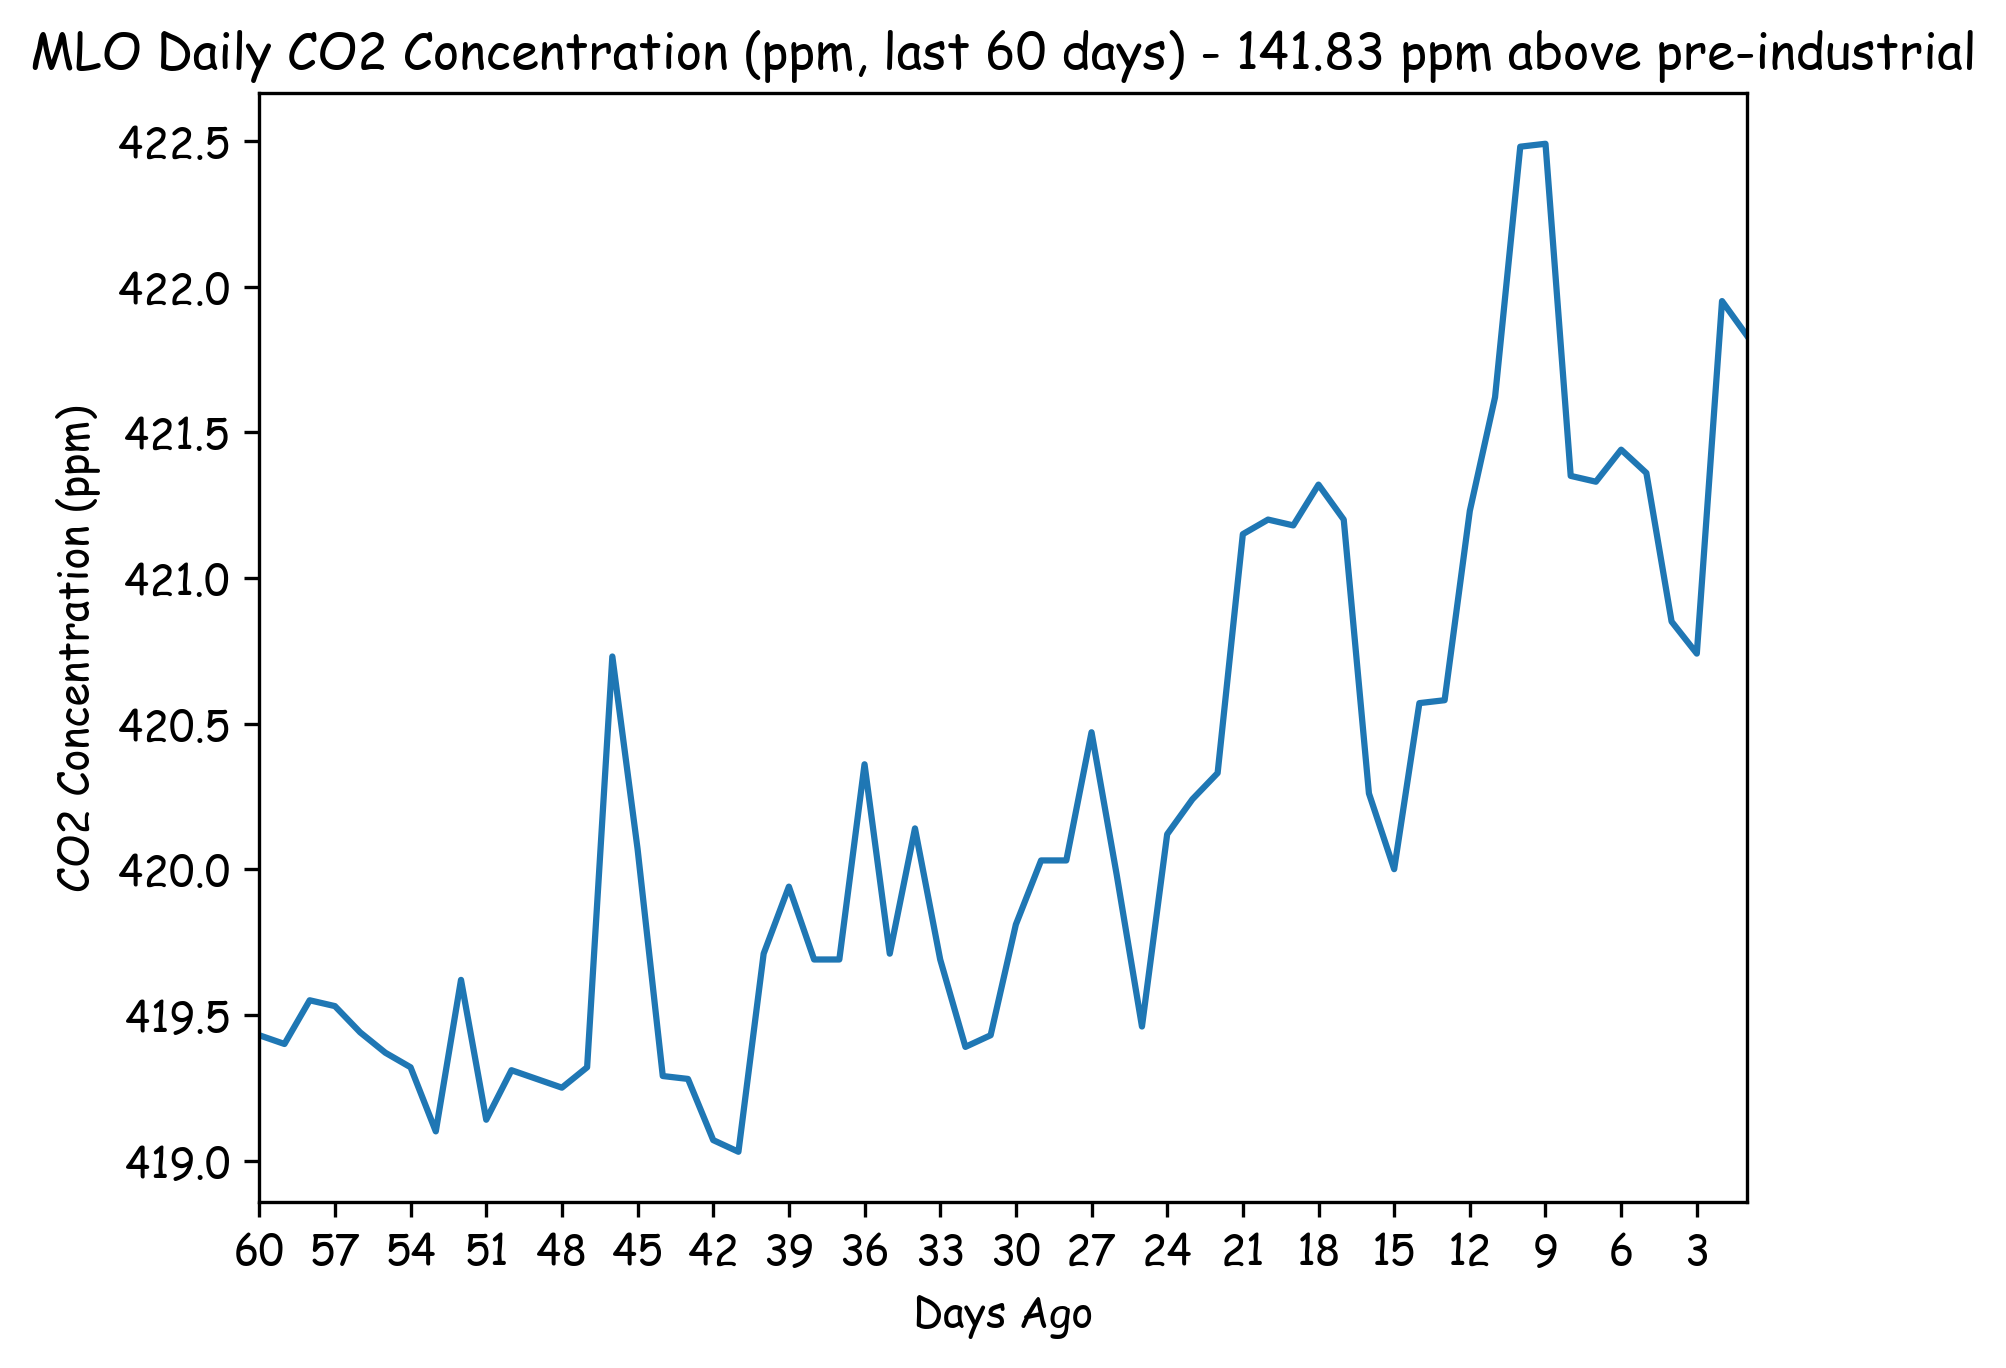 MLO Daily CO2 Concentration (ppm, last 60 days) - 141.83 ppm above pre-industrial
422.5
422.0
421.5
421.0
420.5
420.0
419.5
419.0
CO2 Concentration (ppm)
60 57 54 51 48 45 42 39 36 33 30 27 24 21 18 15 12 9 6 3
Days Ago